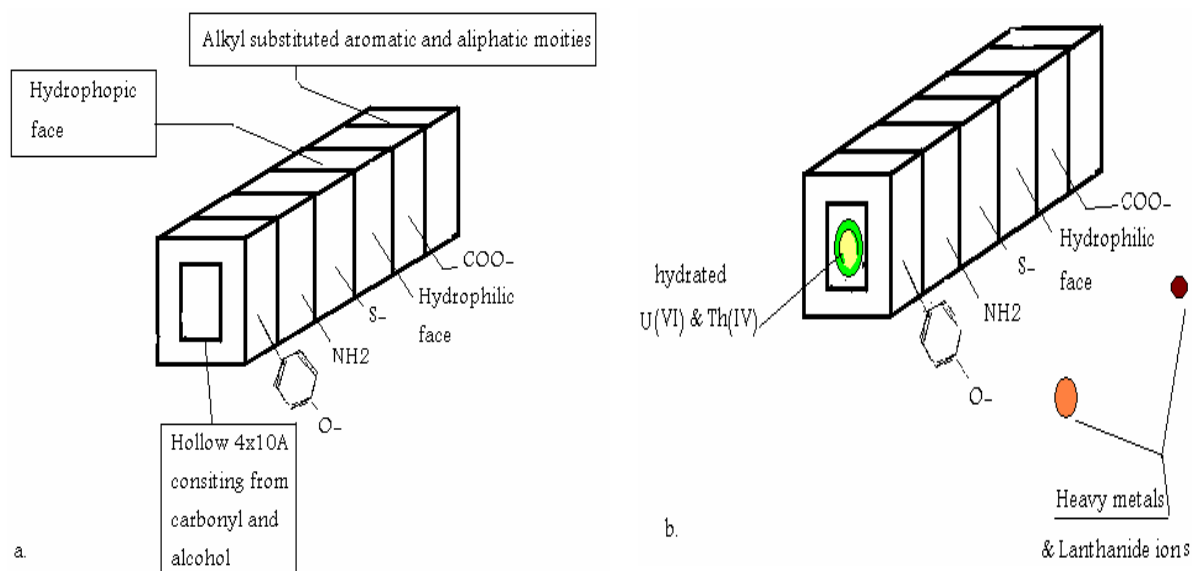 Alkyl substituted aromatic and aliphatic moities
Hydrophopic
face
COO–
Hydrophilic
face
S–
NH2
O–
Hollow 4x10A
consiting from
carbonyl and
alcohol
a.
COO–
Hydrophilic
face
S–
NH2
O–
hydrated
U(VI) & Th(IV)
Heavy metals
& Lanthanide ions
b.